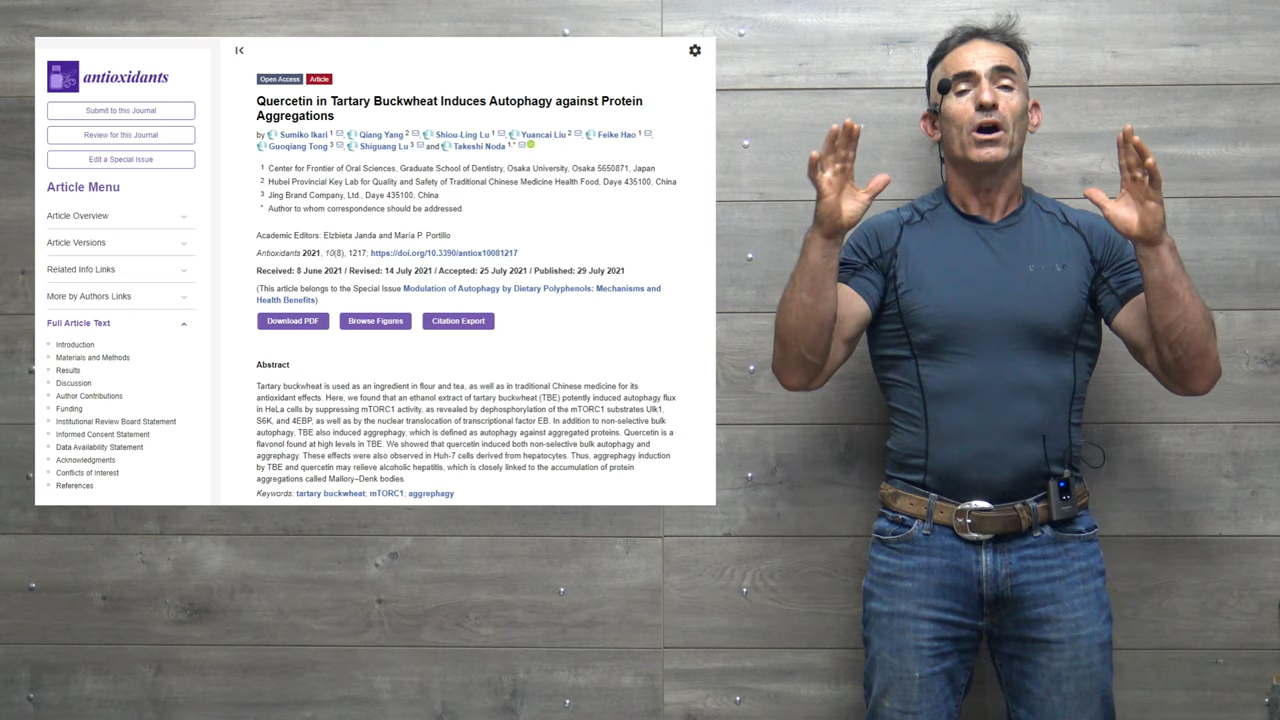 antioxidants
Submit to this Journal
Review for this Journal
Edit a Special Issue
Article Menu
Article Overview
Article Versions
Related Info Links
More by Authors Links
Full Article Text
Introduction
Materials and Methods
Results
Discussion
Author Contributions
Funding
Institutional Review Board Statement
Informed Consent Statement
Data Availability Statement
Acknowledgments
Conflicts of Interest
References
Open Access Article
Quercetin in Tartary Buckwheat Induces Autophagy against Protein
Aggregations
by Sumiko Ikari 1, Qiang Yang 2, Shiou-Ling Lu 1, Yuancai Liu 2, Feike Hao 1,
Guoqiang Tong 3, Shiguang Lu 3 and Takeshi Noda 1,*
1 Center for Frontier of Oral Sciences, Graduate School of Dentistry, Osaka University, Osaka 5650871, Japan
2 Hubei Provincial Key Lab for Quality and Safety of Traditional Chinese Medicine Health Food, Daye 435100, China
3 Jing Brand Company, Ltd., Daye 435100, China
* Author to whom correspondence should be addressed.
Academic Editors: Elzbieta Janda and María P. Portillo
Antioxidants 2021, 10(8), 1217; https://doi.org/10.3390/antiox10081217
Received: 8 June 2021 / Revised: 14 July 2021 / Accepted: 25 July 2021 / Published: 29 July 2021
(This article belongs to the Special Issue Modulation of Autophagy by Dietary Polyphenols: Mechanisms and
Health Benefits)
Download PDF Browse Figures Citation Export
Abstract
Tartary buckwheat is used as an ingredient in flour and tea, as well as in traditional Chinese medicine for its
antioxidant effects. Here, we found that an ethanol extract of tartary buckwheat (TBE) potently induced autophagy flux
in HeLa cells by suppressing mTORC1 activity, as revealed by dephosphorylation of the mTORC1 substrates Ulk1,
S6K, and 4EBP, as well as by the nuclear translocation of transcriptional factor EB. In addition to non-selective bulk
autophagy, TBE also induced aggrephagy, which is defined as autophagy against aggregated proteins. Quercetin is a
flavonol found at high levels in TBE. We showed that quercetin induced both non-selective bulk autophagy and
aggrephagy. These effects were also observed in Huh-7 cells derived from hepatocytes. Thus, aggrephagy induction
by TBE and quercetin may relieve alcoholic hepatitis, which is closely linked to the accumulation of protein
aggregations called Mallory–Denk bodies.
Keywords: tartary buckwheat; mTORC1; aggrephagy